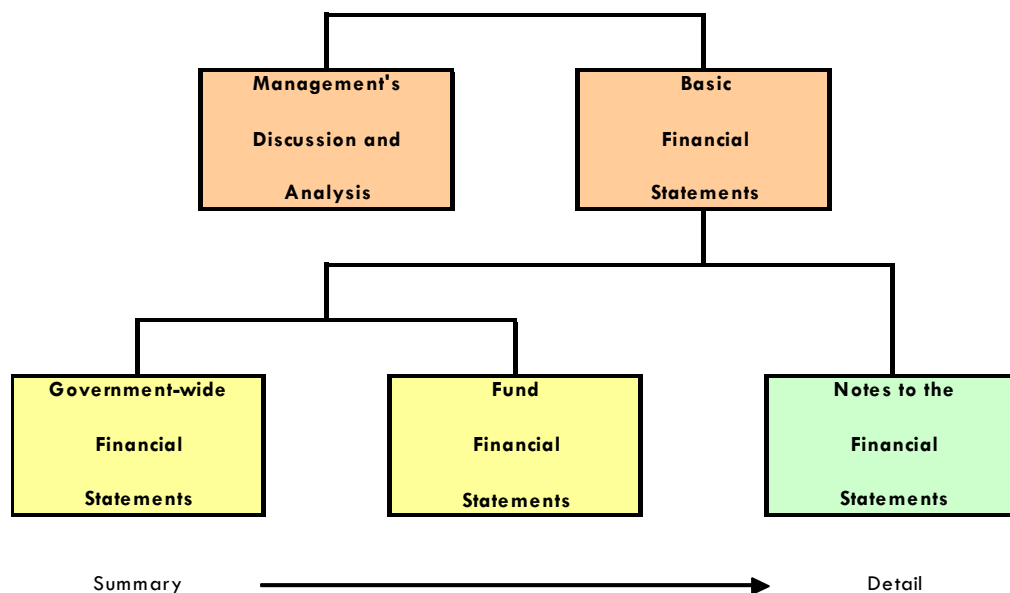 Management's
Discussion and
Analysis
Basic
Financial
Statements
Government-wide
Financial
Statements
Fund
Financial
Statements
Notes to the
Financial
Statements
Summary
Detail